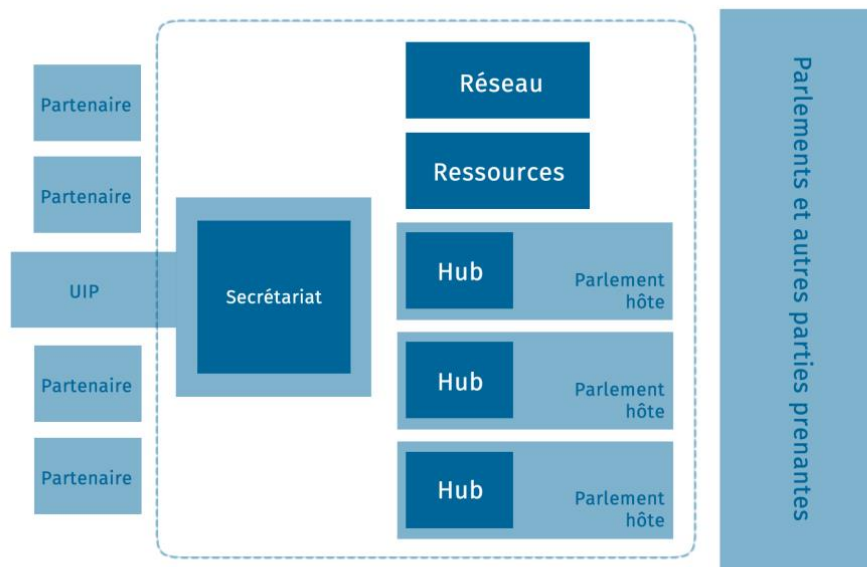 Partenaire
Partenaire
UIP
Partenaire
Partenaire
Secrétariat
Réseau
Ressources
Hub
Parlement
hôte
Hub
Parlement
hôte
Hub
Parlement
hôte
Parlements et autres parties prenantes